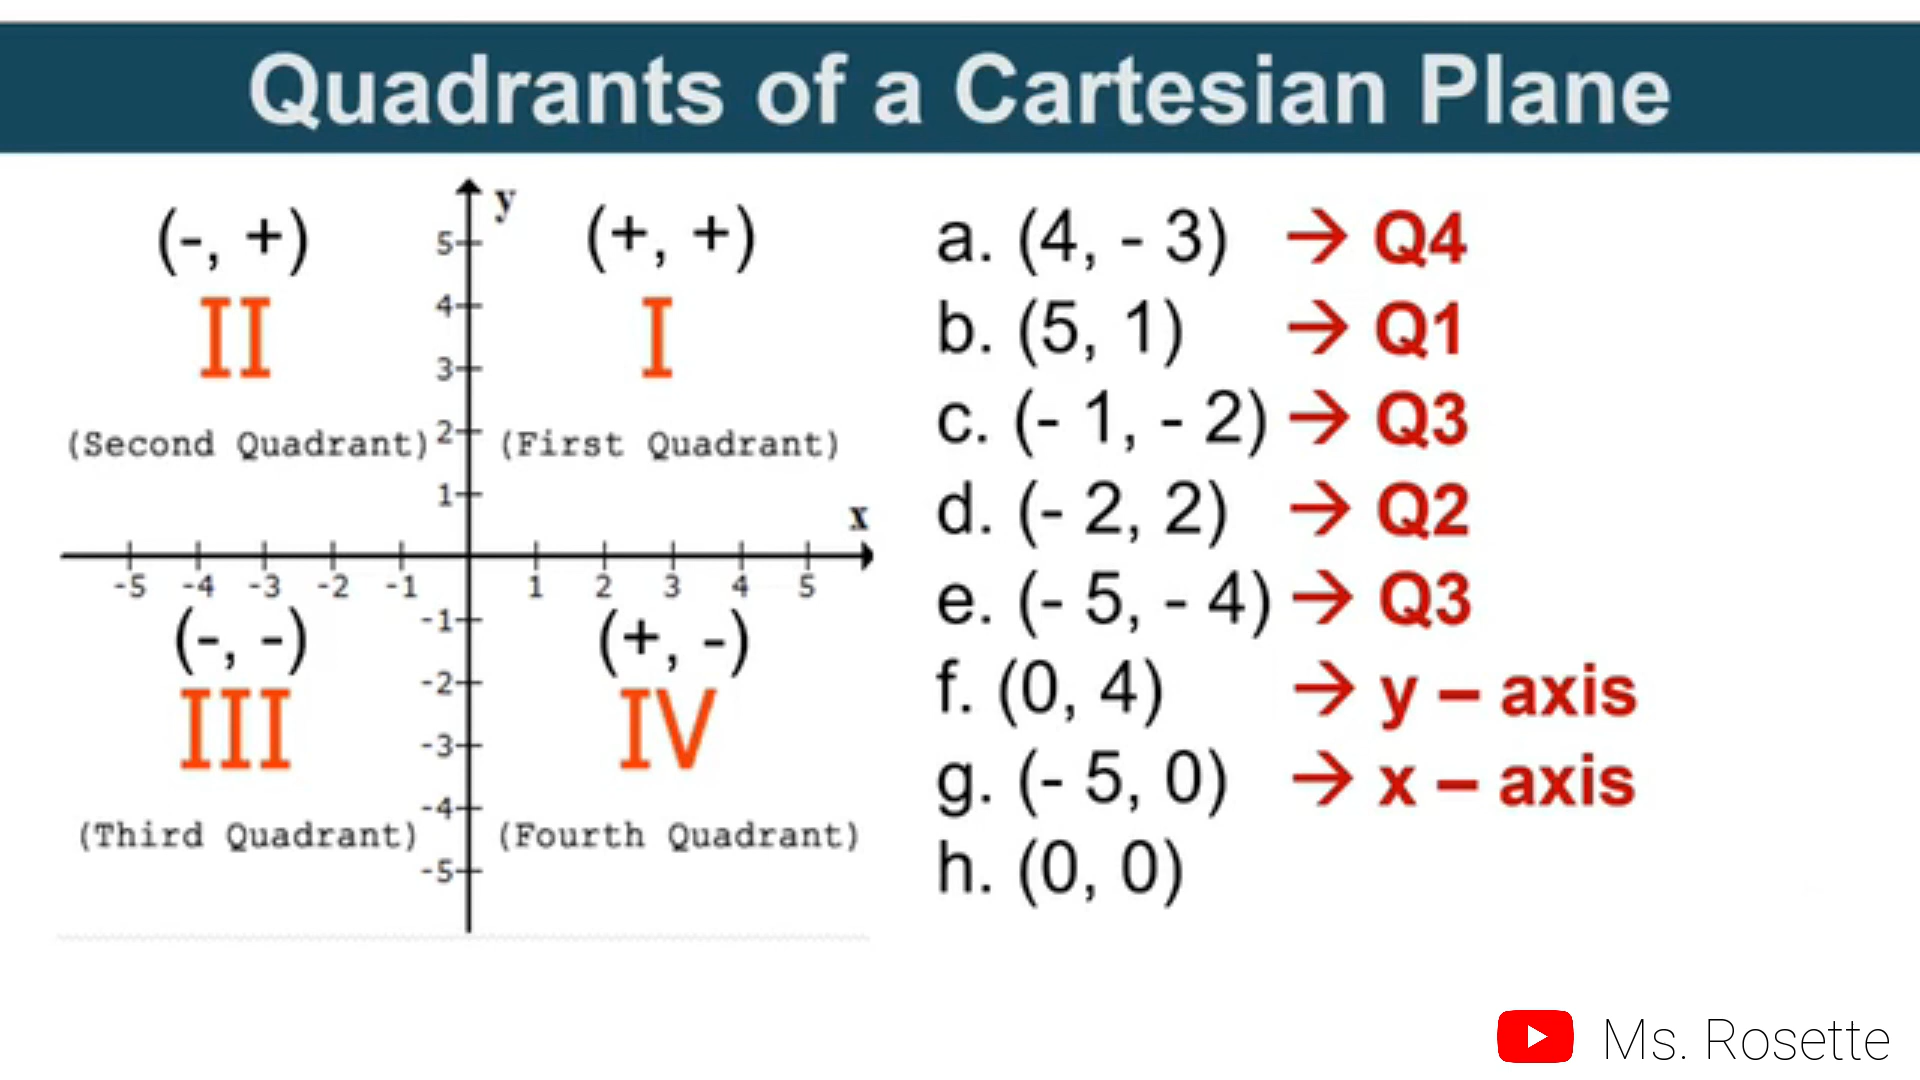 Quadrants of a Cartesian Plane
y
(-, +)
(+, +)
II
I
(Second Quadrant)
(First Quadrant)
5
4
3
2
1
x
-5 -4 -3 -2 -1 1 2 3 4 5
-1
-2
-3
-4
-5
(-, -)
(+, -)
III
IV
(Third Quadrant)
(Fourth Quadrant)
a. (4, - 3) → Q4
b. (5, 1) → Q1
c. (- 1, - 2) → Q3
d. (- 2, 2) → Q2
e. (- 5, - 4) → Q3
f. (0, 4) → y – axis
g. (- 5, 0) → x – axis
h. (0, 0)
Ms. Rosette